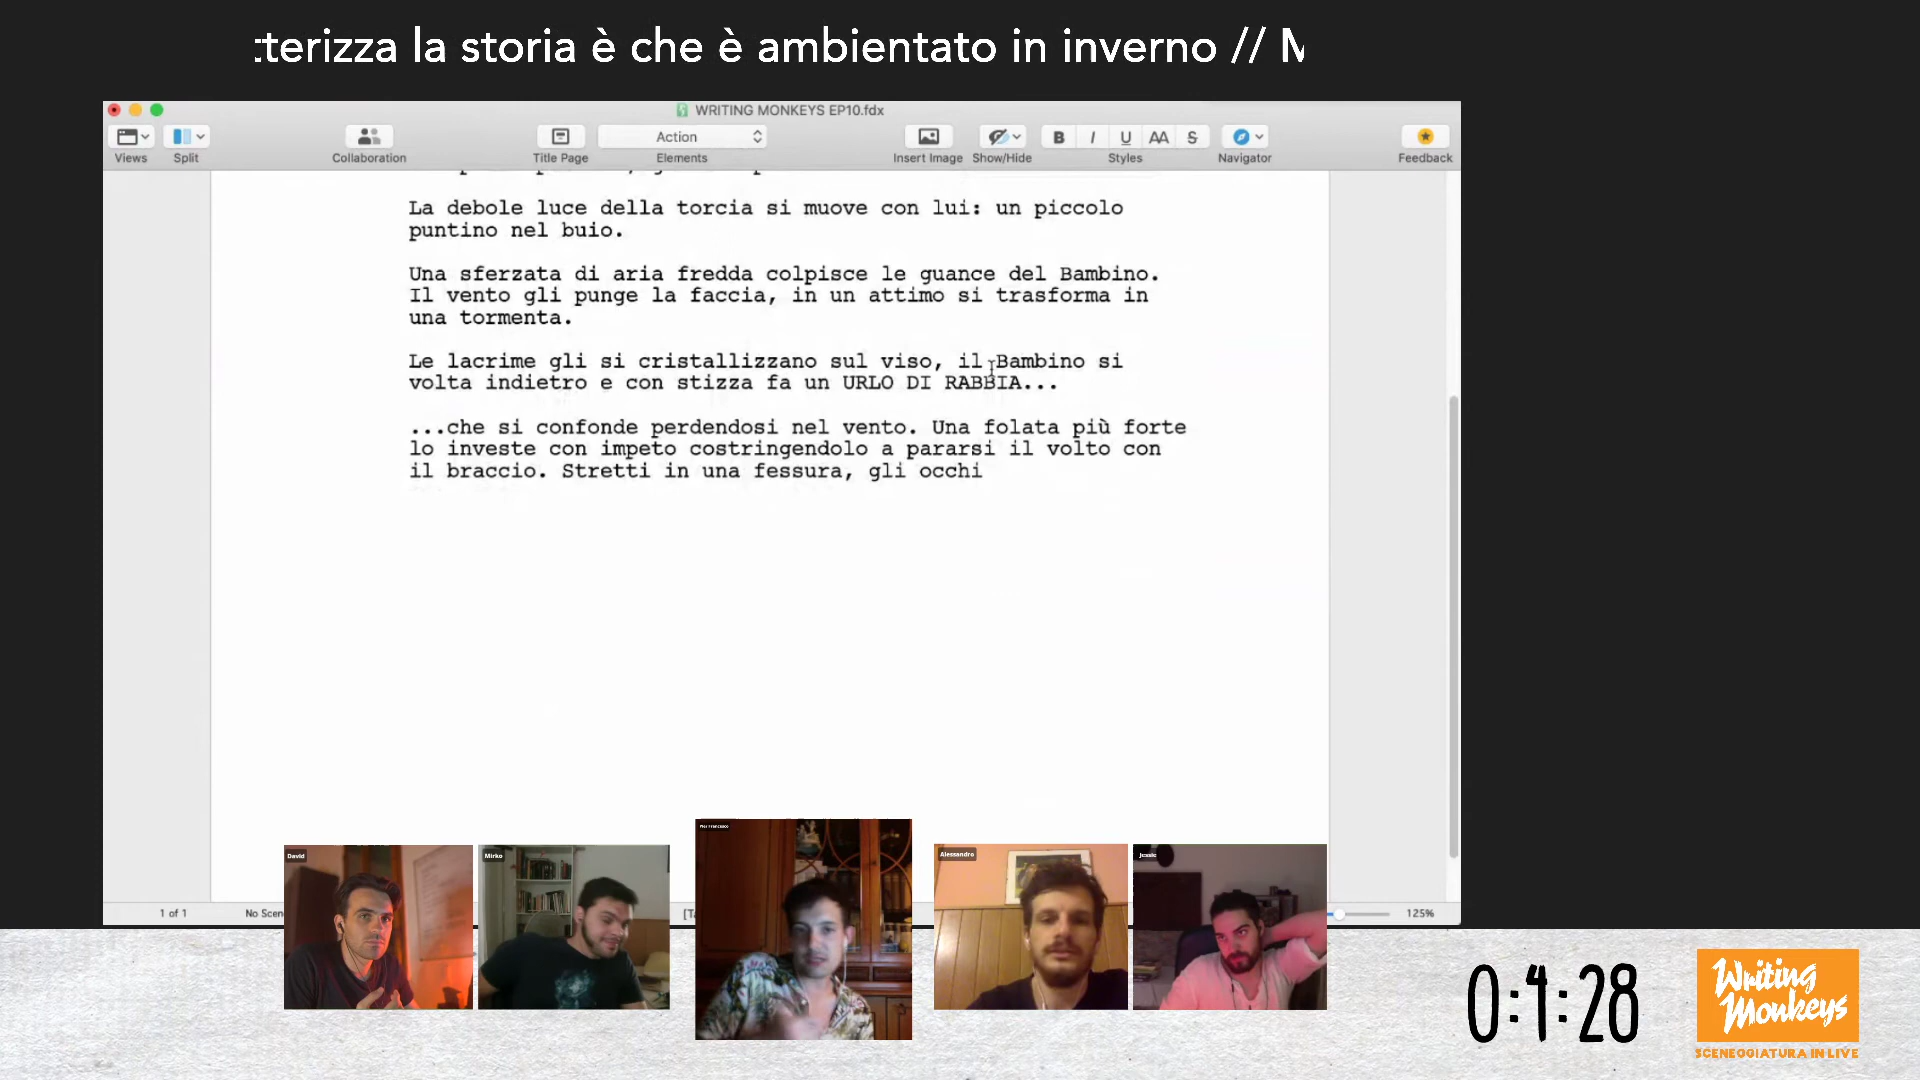 terizza la storia è che è ambientato in inverno //
WRITING MONKEYS EP10.fdx
Views
Split
Collaboration
Title Page
Action
Elements
Insert Image
Show/Hide
B I U AA S
Styles
Navigator
Feedback
La debole luce della torcia si muove con lui: un piccolo
puntino nel buio.
Una sferzata di aria fredda colpisce le guance del Bambino.
Il vento gli punge la faccia, in un attimo si trasforma in
una tormenta.
Le lacrime gli si cristallizzano sul viso, il Bambino si
volta indietro e con stizza fa un URLO DI RABBIA...
...che si confonde perdendosi nel vento. Una folata più forte
lo investe con impeto costringendolo a pararsi il volto con
il braccio. Stretti in una fessura, gli occhi
David
Mirko
Pier Francesco
Alessandro
Jessie
1 of 1
No Scen
125%
0:4:28
Writing
Monkeys
SCENEGGIATURA IN LIVE